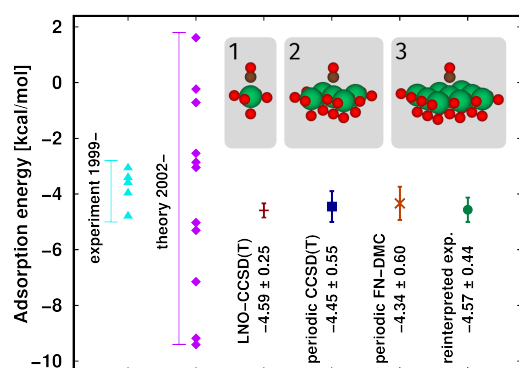 Adsorption energy [kcal/mol]
2
0
−2
−4
−6
−8
−10
experiment 1999−
theory 2002−
1
2
3
LNO−CCSD(T)
−4.59 ± 0.25
periodic CCSD(T)
−4.45 ± 0.55
periodic FN−DMC
−4.34 ± 0.60
reinterpreted exp.
−4.57 ± 0.44